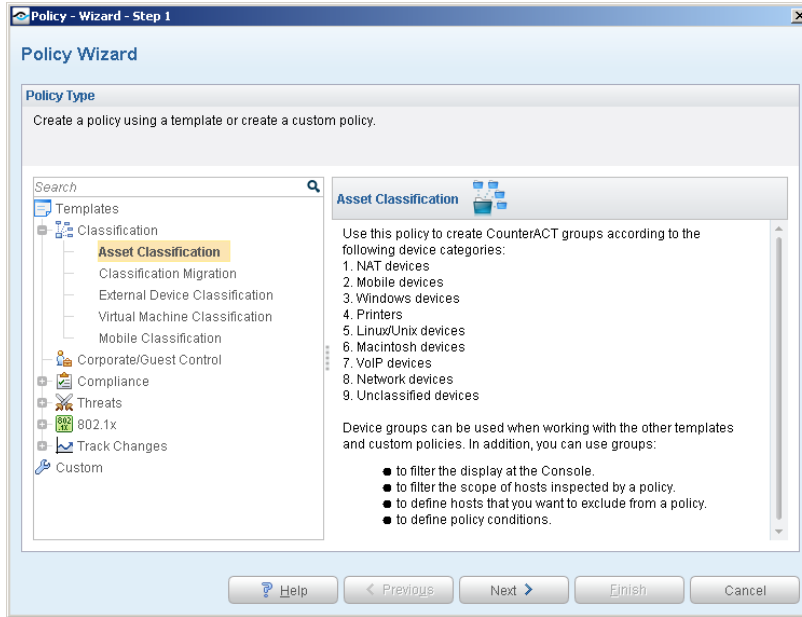 Policy - Wizard - Step 1
Policy Wizard
Policy Type
Create a policy using a template or create a custom policy.
Search
Templates
Classification
Asset Classification
Classification Migration
External Device Classification
Virtual Machine Classification
Mobile Classification
Corporate/Guest Control
Compliance
Threats
802 .1X
802.1x
Track Changes
Custom
Asset Classification
Use this policy to create CounterACT groups according to the
following device categories:
1. NAT devices
2. Mobile devices
3. Windows devices
4. Printers
5. Linux/Unix devices
6. Macintosh devices
7. VoIP devices
8. Network devices
9. Unclassified devices
Device groups can be used when working with the other templates
and custom policies. In addition, you can use groups:
● to filter the display at the Console.
● to filter the scope of hosts inspected by a policy.
● to define hosts that you want to exclude from a policy.
● to define policy conditions.
? Help
< Previous
Next >
Finish
Cancel